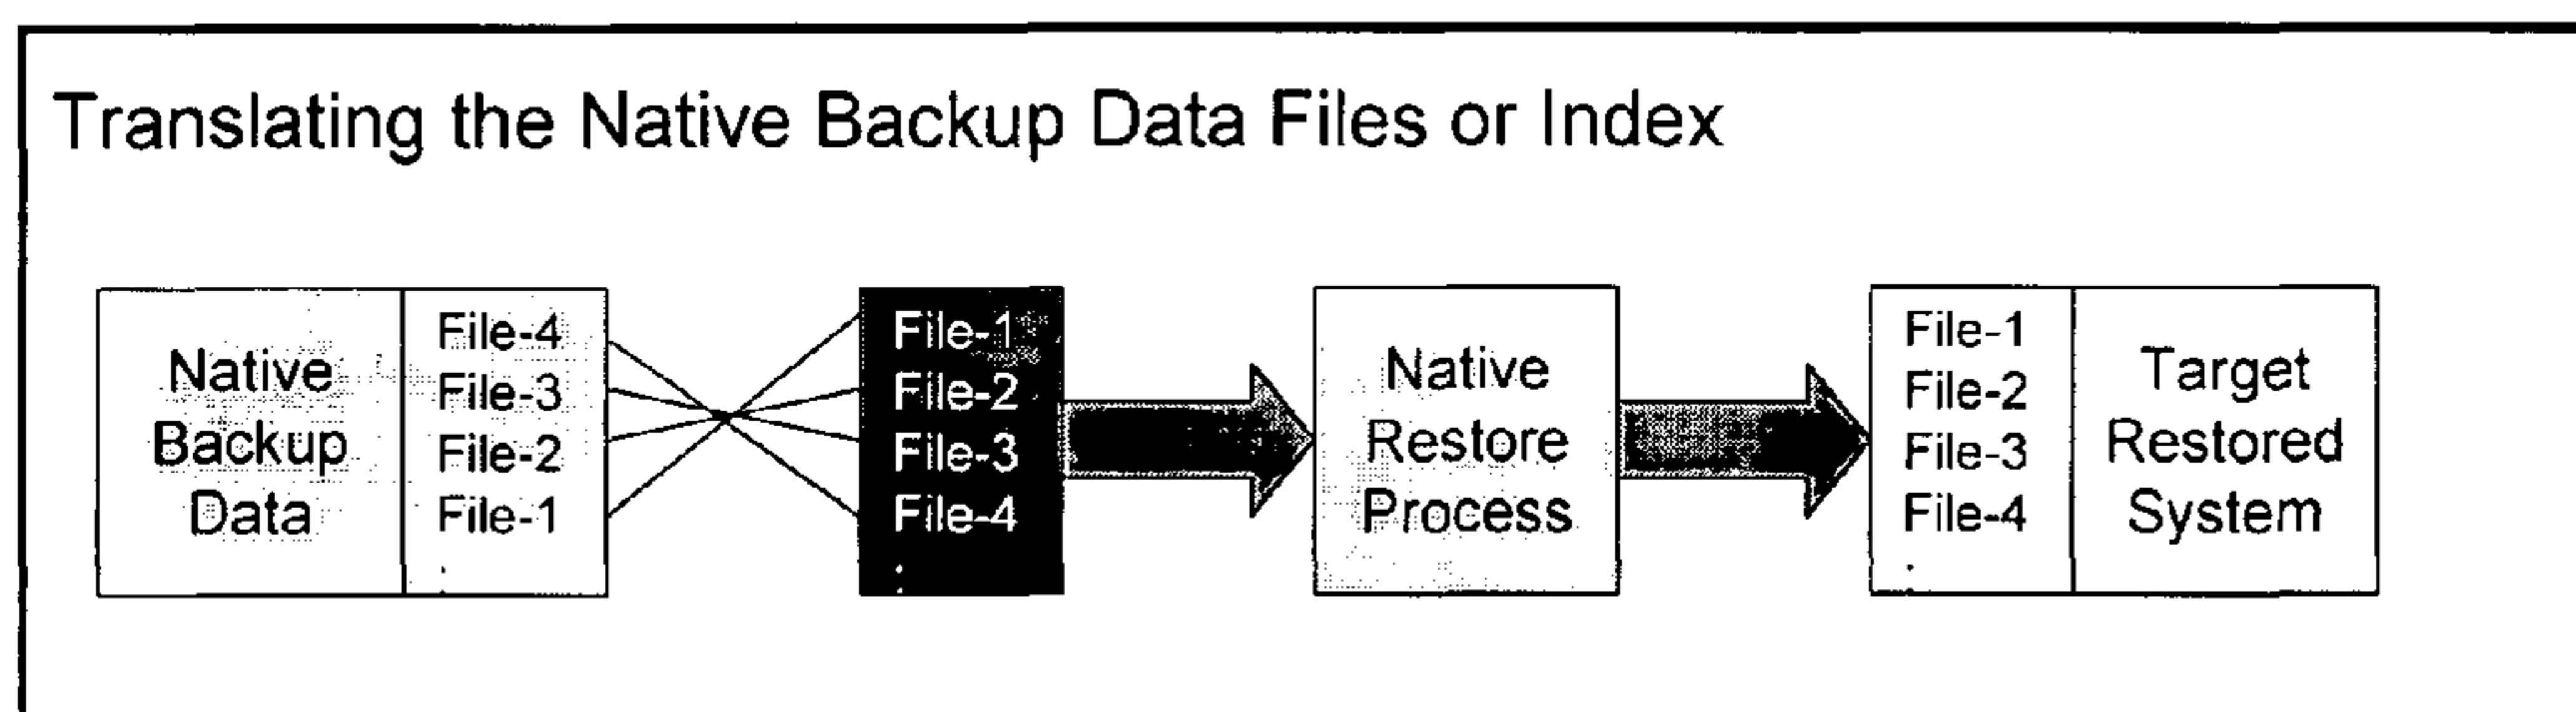 Translating the Native Backup Data Files or Index
Native
Backup
Data
File-4
File-3
File-2
File-1
:
File-1
File-2
File-3
File-4
:
Native
Restore
Process
File-1
File-2
File-3
File-4
:
Target
Restored
System